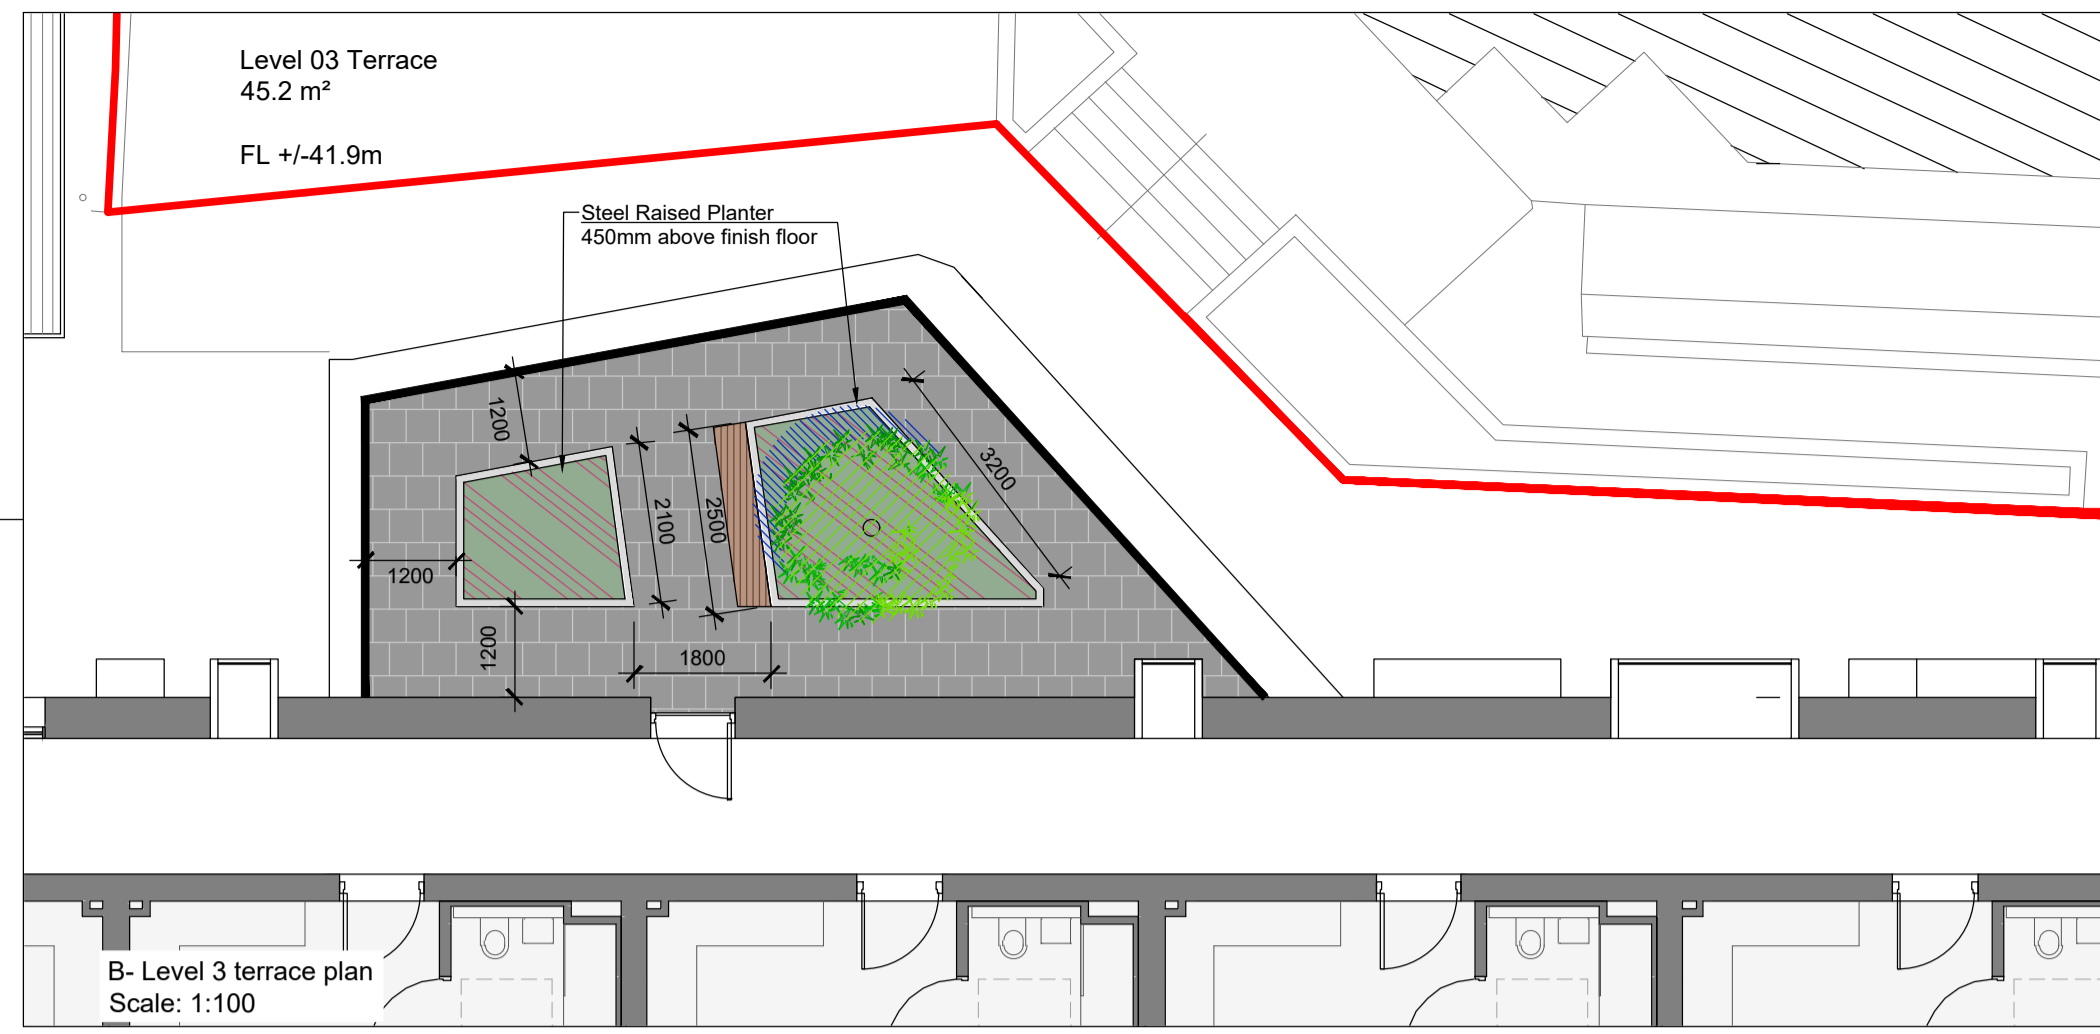 Level 03 Terrace
45.2 m²
FL +/-41.9m
Steel Raised Planter
450mm above finish floor
1200
3200
2100
2500
1200
1200
1800
B- Level 3 terrace plan
Scale: 1:100